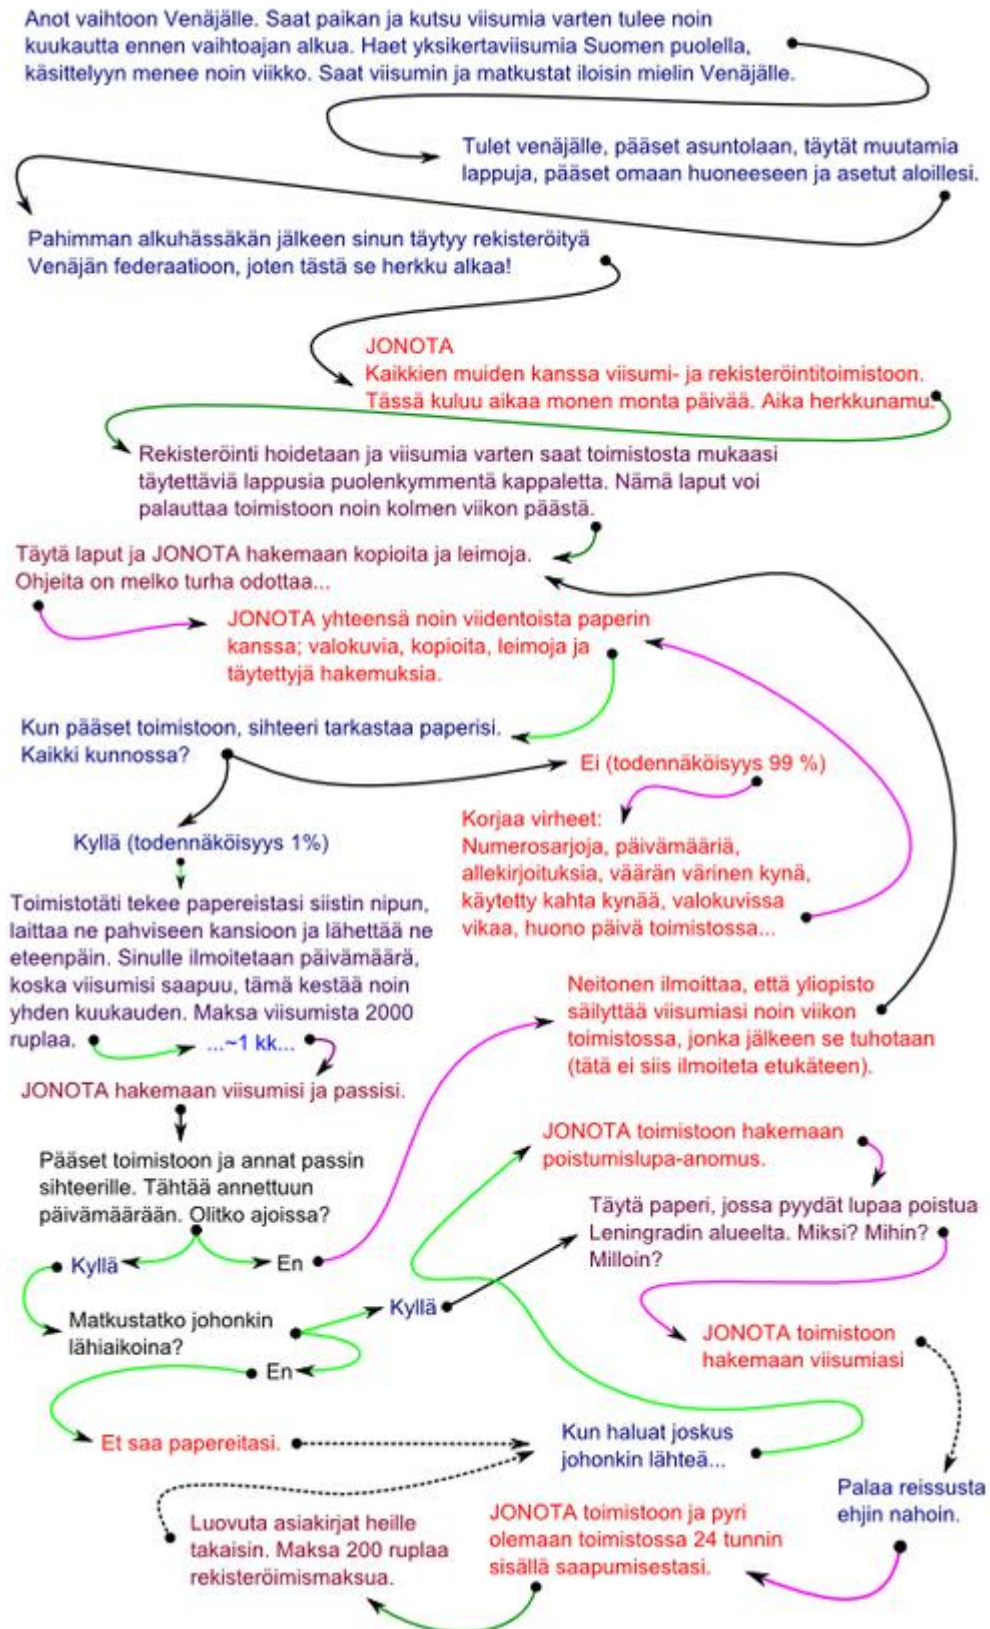 Anot vaihtoon Venäjälle. Saat paikan ja kutsu viisumia varten tulee noin
kuukautta ennen vaihtoajan alkua. Haet yksikertaviisumia Suomen puolella,
käsittelyyn menee noin viikko. Saat viisumin ja matkustat iloisin mielin Venäjälle.
Tulet venäjälle, pääset asuntolaan, täytät muutamia
lappuja, pääset omaan huoneeseen ja asetut aloillesi.
Pahimman alkuhässäkän jälkeen sinun täytyy rekisteröityä
Venäjän federaatioon, joten tästä se herkku alkaa!
JONOTA
Kaikkien muiden kanssa viisumi- ja rekisteröintitoimistoon.
Tässä kuluu aikaa monen monta päivää. Aika herkkunamu.
Rekisteröinti hoidetaan ja viisumia varten saat toimistosta mukaasi
täytettäviä lappusia puolenkymmentä kappaletta. Nämä laput voi
palauttaa toimistoon noin kolmen viikon päästä.
Täytä laput ja JONOTA hakemaan kopioita ja leimoja.
Ohjeita on melko turha odottaa...
JONOTA yhteensä noin viidentoista paperin
kanssa; valokuvia, kopioita, leimoja ja
täytettyjä hakemuksia.
Kun pääset toimistoon, sihteeri tarkastaa paperisi.
Kaikki kunnossa?
Ei (todennäköisyys 99 %)
Korjaa virheet:
Numerosarjoja, päivämääriä,
allekirjoituksia, väärän värinen kynä,
käytetty kahta kynää, valokuvissa
vikaa, huono päivä toimistossa...
Kyllä (todennäköisyys 1%)
Toimistotäti tekee papereistasi siistin nipun,
laittaa ne pahviseen kansioon ja lähettää ne
eteenpäin. Sinulle ilmoitetaan päivämäärä,
koska viisumisi saapuu, tämä kestää noin
yhden kuukauden. Maksa viisumista 2000
ruplaa.
...~1 kk...
Neitonen ilmoittaa, että yliopisto
säilyttää viisumiasi noin viikon
toimistossa, jonka jälkeen se tuhotaan
(tätä ei siis ilmoiteta etukäteen).
JONOTA hakemaan viisumisi ja passisi.
Pääset toimistoon ja annat passin
sihteerille. Tähtää annettuun
päivämäärään. Olitko ajoissa?
Kyllä
En
Matkustatko johonkin
lähiaikoina?
Kyllä
En
JONOTA toimistoon hakemaan
poistumislupa-anomus.
Täytä paperi, jossa pyydät lupaa poistua
Leningradin alueelta. Miksi? Mihin?
Milloin?
JONOTA toimistoon
hakemaan viisumiasi
Et saa papereitasi.
Kun haluat joskus
johonkin lähteä...
Palaa reissusta
ehjin nahoin.
JONOTA toimistoon ja pyri
olemaan toimistossa 24 tunnin
sisällä saapumisestasi.
Luovuta asiakirjat heille
takaisin. Maksa 200 ruplaa
rekisteröimismaksua.